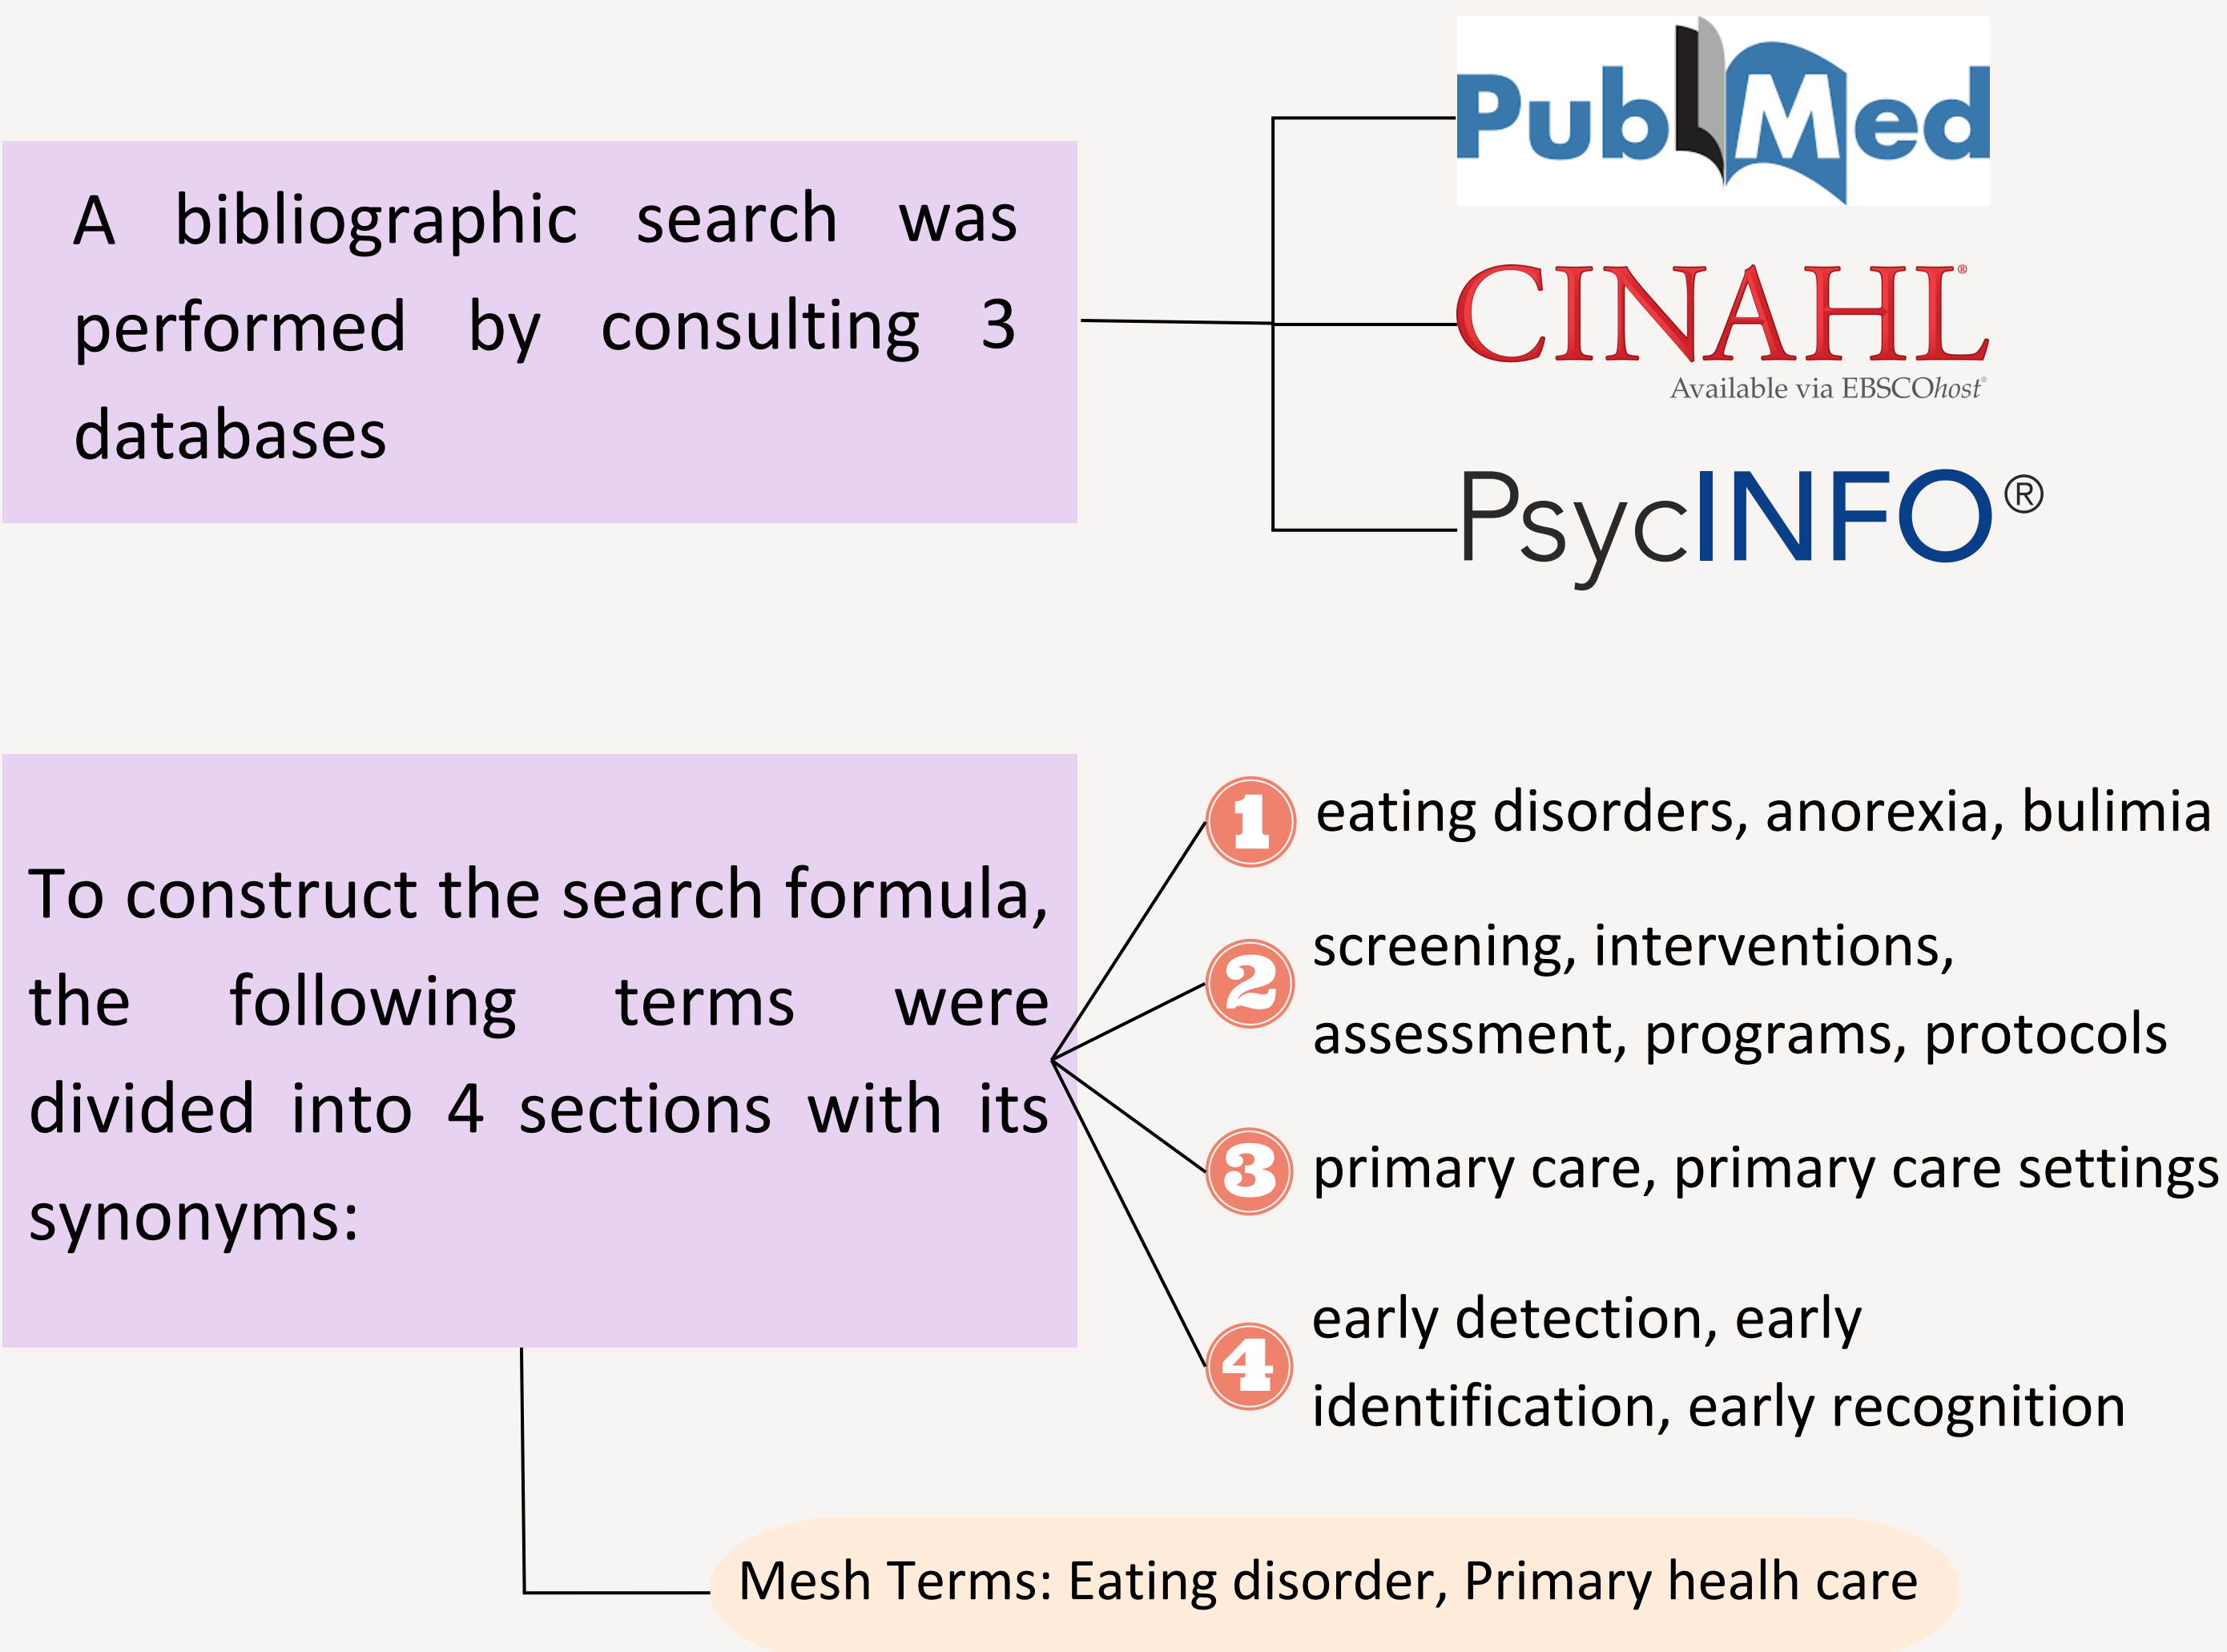 A bibliographic search was
performed by consulting 3
databases
PubMed
CINAHL®
Available via EBSCOhost®
PsycINFO®
To construct the search formula,
the following terms were
divided into 4 sections with its
synonyms:
1 eating disorders, anorexia, bulimia
2 screening, interventions,
assessment, programs, protocols
3 primary care, primary care settings
4 early detection, early
identification, early recognition
Mesh Terms: Eating disorder, Primary healh care